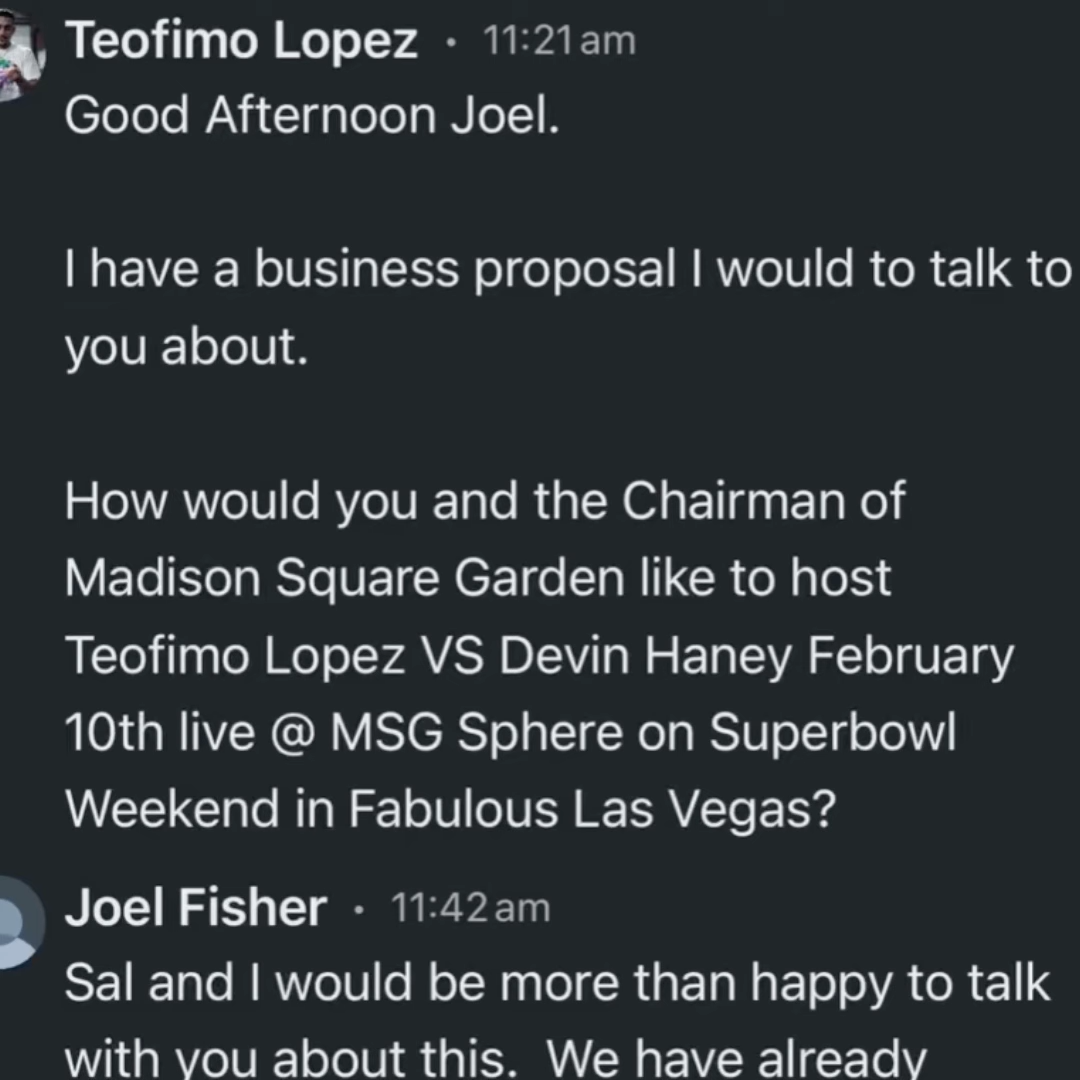 Teofimo Lopez · 11:21 am
Good Afternoon Joel.
I have a business proposal I would to talk to
you about.
How would you and the Chairman of
Madison Square Garden like to host
Teofimo Lopez VS Devin Haney February
10th live @ MSG Sphere on Superbowl
Weekend in Fabulous Las Vegas?
Joel Fisher · 11:42 am
Sal and I would be more than happy to talk
with you about this. We have already